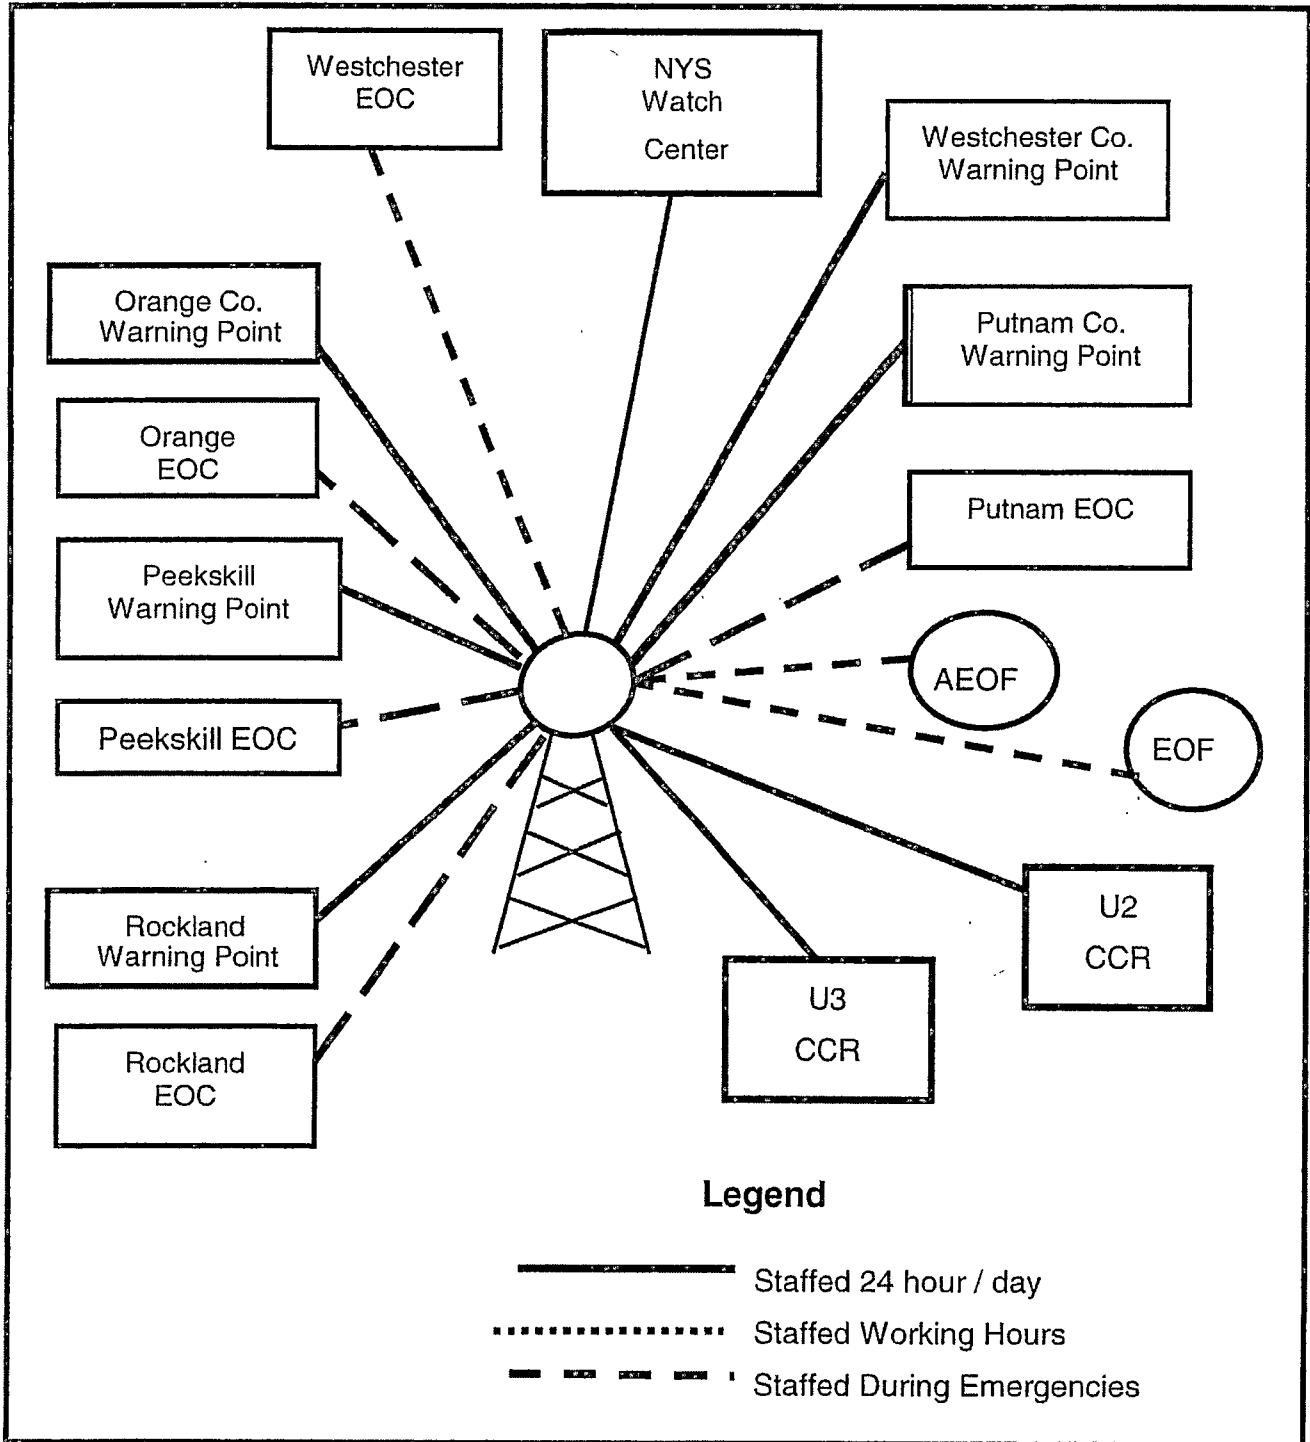 Westchester
EOC
NYS
Watch
Center
Westchester Co.
Warning Point
Orange Co.
Warning Point
Putnam Co.
Warning Point
Orange
EOC
Putnam EOC
Peekskill
Warning Point
AEOF
Peekskill EOC
EOF
Rockland
Warning Point
U2
CCR
U3
CCR
Rockland
EOC
Legend
Staffed 24 hour / day
Staffed Working Hours
Staffed During Emergencies